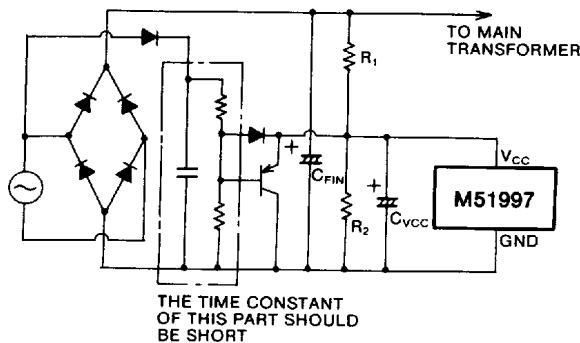 TO MAIN
TRANSFORMER
R1
CFIN
R2
CVCC
VCC
M51997
GND
THE TIME CONSTANT
OF THIS PART SHOULD
BE SHORT